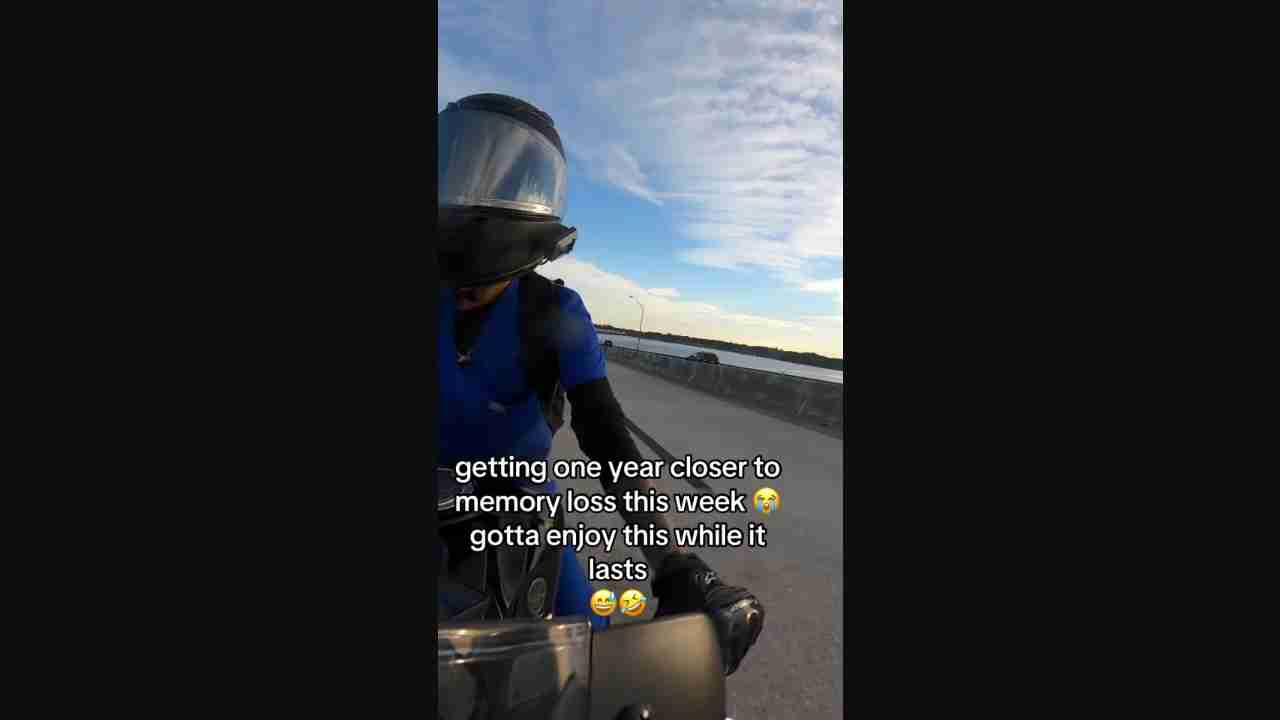 getting one year closer to
memory loss this week 😭
gotta enjoy this while it
lasts
😅🤣